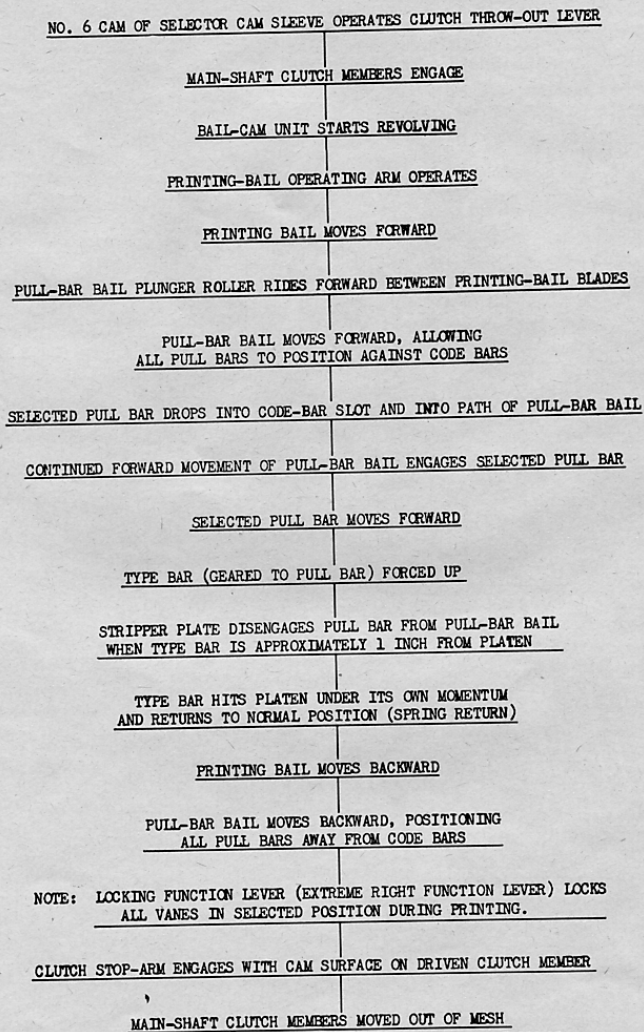 NO. 6 CAM OF SELECTOR CAM SLEEVE OPERATES CLUTCH THROW-OUT LEVER
MAIN-SHAFT CLUTCH MEMBERS ENGAGE
BAIL-CAM UNIT STARTS REVOLVING
PRINTING-BAIL OPERATING ARM OPERATES
PRINTING BAIL MOVES FORWARD
PULL-BAR BAIL PLUNGER ROLLER RIDES FORWARD BETWEEN PRINTING-BAIL BLADES
PULL-BAR BAIL MOVES FORWARD, ALLOWING
ALL PULL BARS TO POSITION AGAINST CODE BARS
SELECTED PULL BAR DROPS INTO CODE-BAR SLOT AND INTO PATH OF PULL-BAR BAIL
CONTINUED FORWARD MOVEMENT OF PULL-BAR BAIL ENGAGES SELECTED PULL BAR
SELECTED PULL BAR MOVES FORWARD
TYPE BAR (GEARED TO PULL BAR) FORCED UP
STRIPPER PLATE DISENGAGES PULL BAR FROM PULL-BAR BAIL
WHEN TYPE BAR IS APPROXIMATELY 1 INCH FROM PLATEN
TYPE BAR HITS PLATEN UNDER ITS OWN MOMENTUM
AND RETURNS TO NORMAL POSITION (SPRING RETURN)
PRINTING BAIL MOVES BACKWARD
PULL-BAR BAIL MOVES BACKWARD, POSITIONING
ALL PULL BARS AWAY FROM CODE BARS
NOTE: LOCKING FUNCTION LEVER (EXTREME RIGHT FUNCTION LEVER) LOCKS
ALL VANES IN SELECTED POSITION DURING PRINTING.
CLUTCH STOP-ARM ENGAGES WITH CAM SURFACE ON DRIVEN CLUTCH MEMBER
MAIN-SHAFT CLUTCH MEMBERS MOVED OUT OF MESH